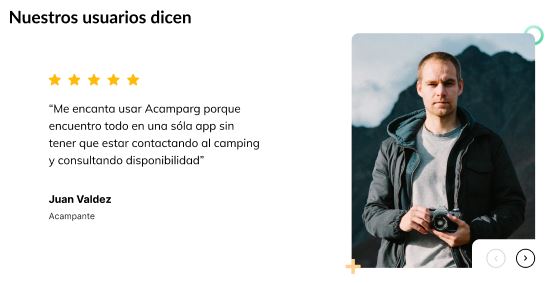 Nuestros usuarios dicen
“Me encanta usar Acamparg porque
encuentro todo en una sóla app sin
tener que estar contactando al camping
y consultando disponibilidad”
Juan Valdez
Acampante